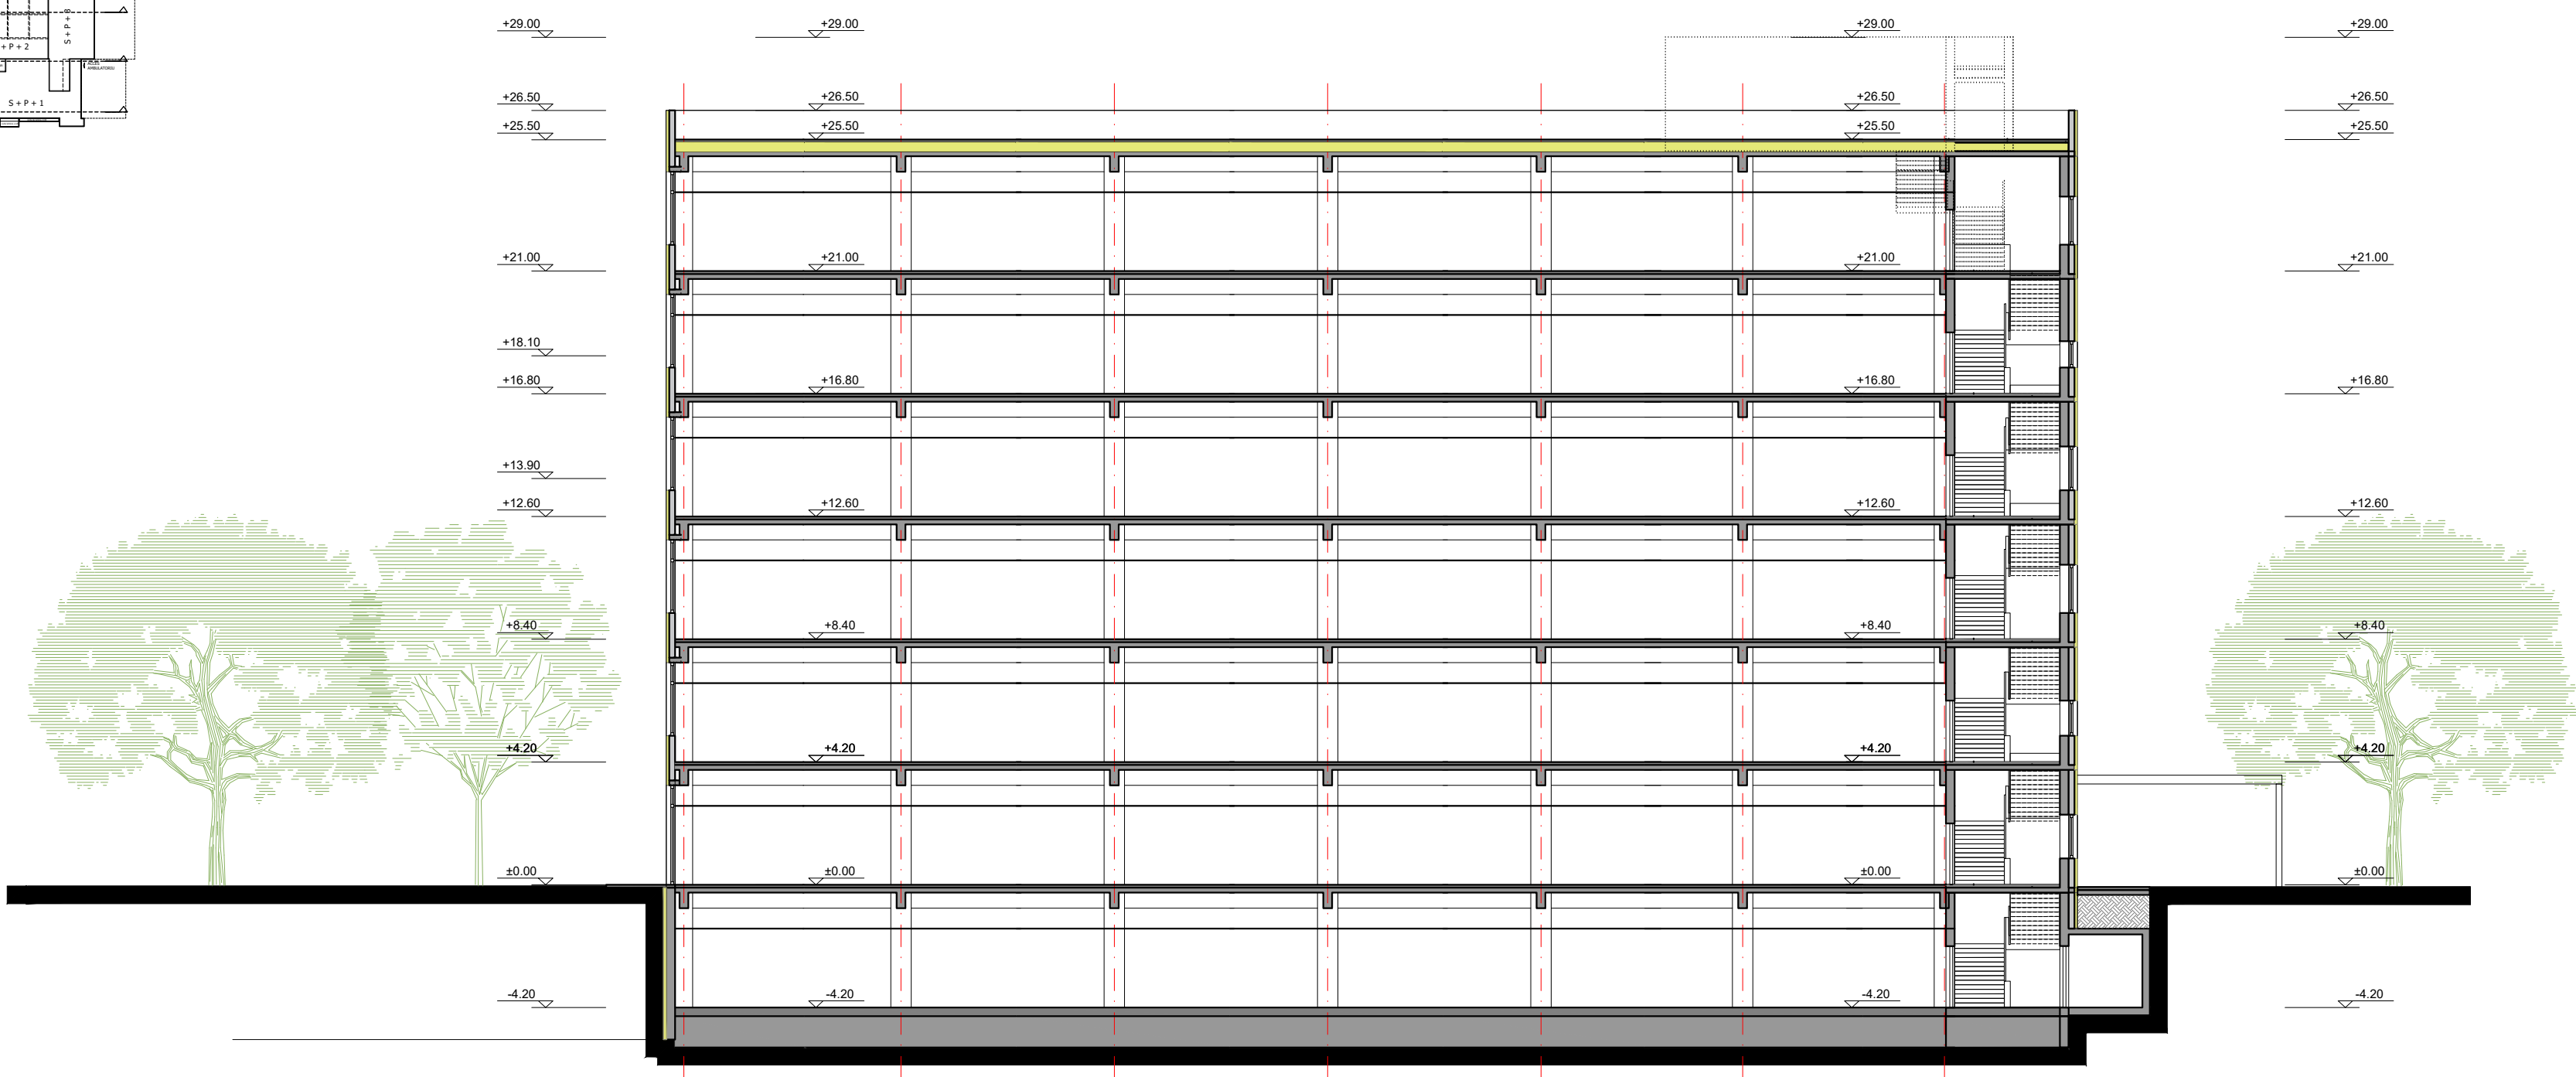 S + P + 8
+ P + 2
ACCES
AMBULATORIU
S + P + 1
+29.00 +29.00 +29.00 +29.00
+26.50 +26.50 +26.50 +26.50
+25.50 +25.50 +25.50 +25.50
+21.00 +21.00 +21.00 +21.00
+18.10
+16.80 +16.80 +16.80 +16.80
+13.90
+12.60 +12.60 +12.60 +12.60
+8.40 +8.40 +8.40 +8.40
+4.20 +4.20 +4.20 +4.20
±0.00 ±0.00 ±0.00 ±0.00
-4.20 -4.20 -4.20 -4.20